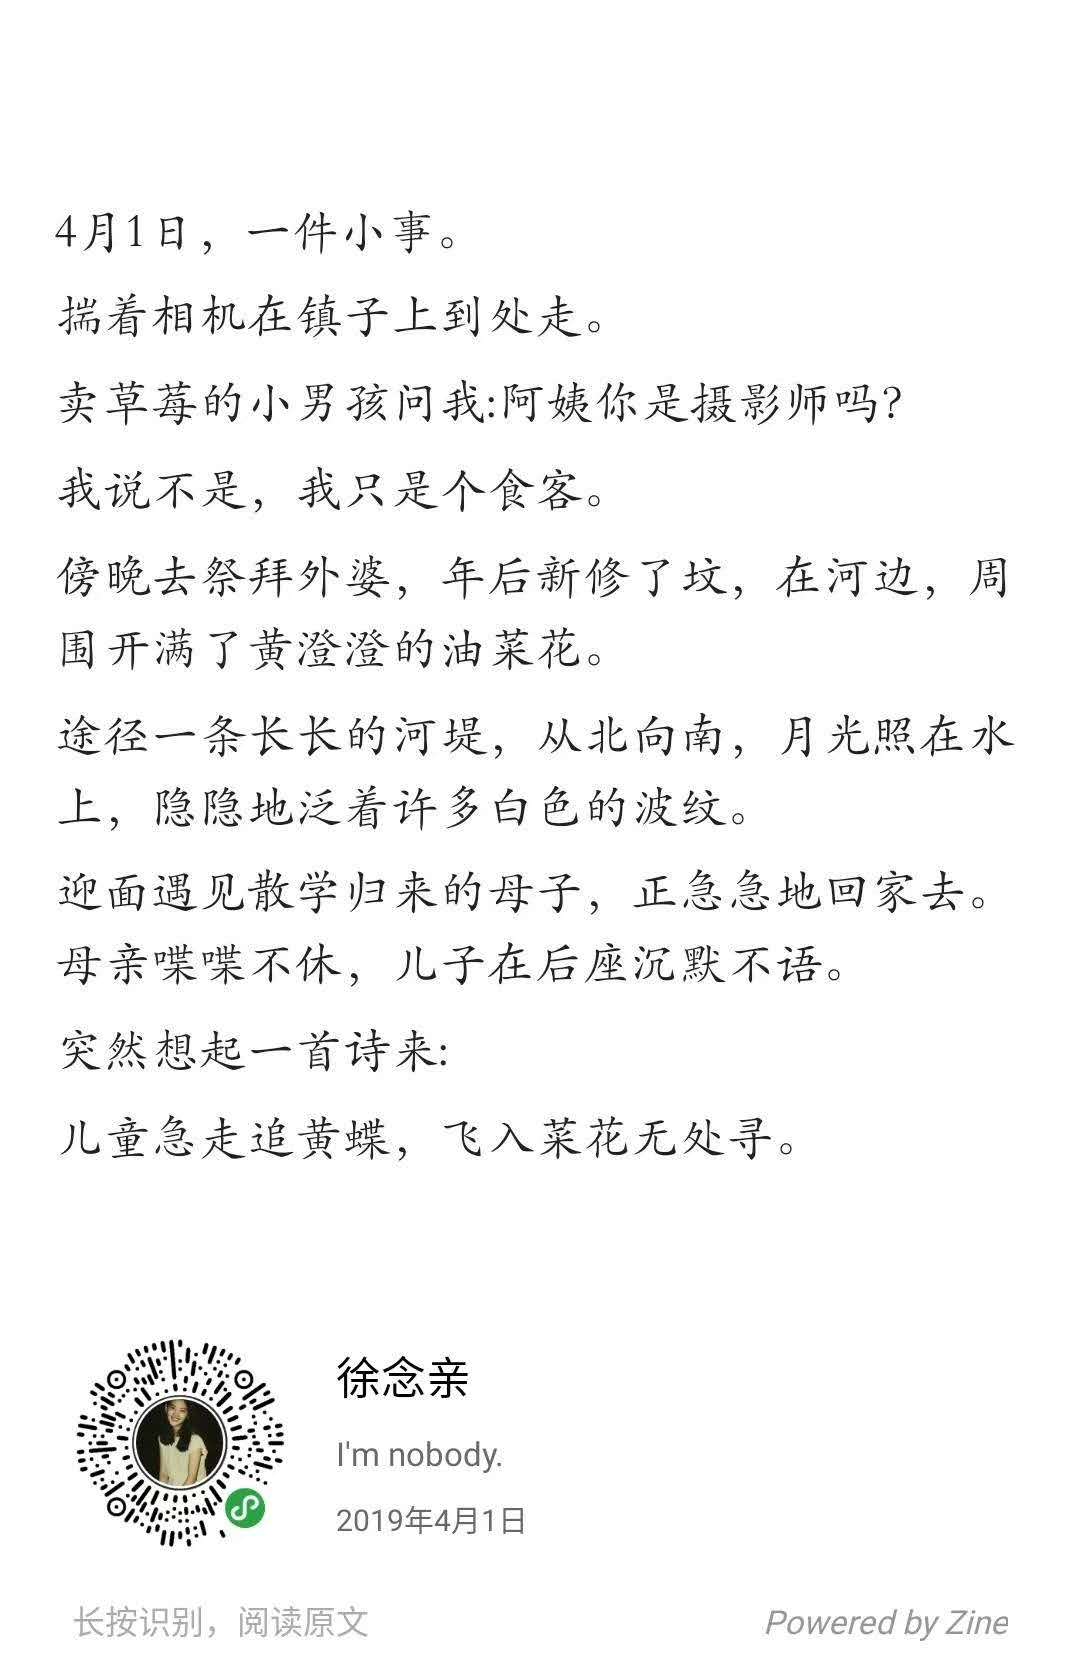 4月1日，一件小事。
揣着相机在镇子上到处走。
卖草莓的小男孩问我:阿姨你是摄影师吗?
我说不是，我只是个食客。
傍晚去祭拜外婆，年后新修了坟，在河边，周
围开满了黄澄澄的油菜花。
途径一条长长的河堤，从北向南，月光照在水
上，隐隐地泛着许多白色的波纹。
迎面遇见散学归来的母子，正急急地回家去。
母亲喋喋不休，儿子在后座沉默不语。
突然想起一首诗来:
儿童急走追黄蝶，飞入菜花无处寻。
徐念亲
I'm nobody.
2019年4月1日
长按识别，阅读原文
Powered by Zine